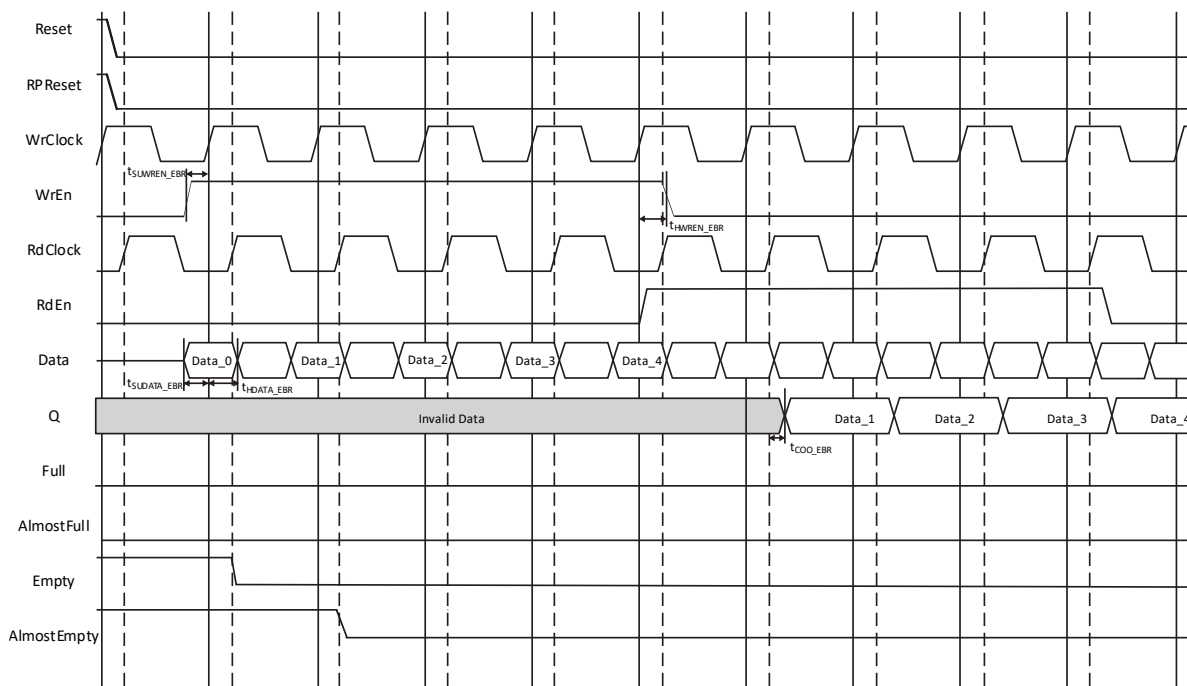 Reset
RPReset
WrClock
tSUWREN_EBR
WrEn
tHWREN_EBR
RdClock
RdEn
Data
Data_0 Data_1 Data_2 Data_3 Data_4
tSUDATA_EBR tHDATA_EBR
Q
Invalid Data Data_1 Data_2 Data_3 Data_4
tCOO_EBR
Full
AlmostFull
Empty
AlmostEmpty